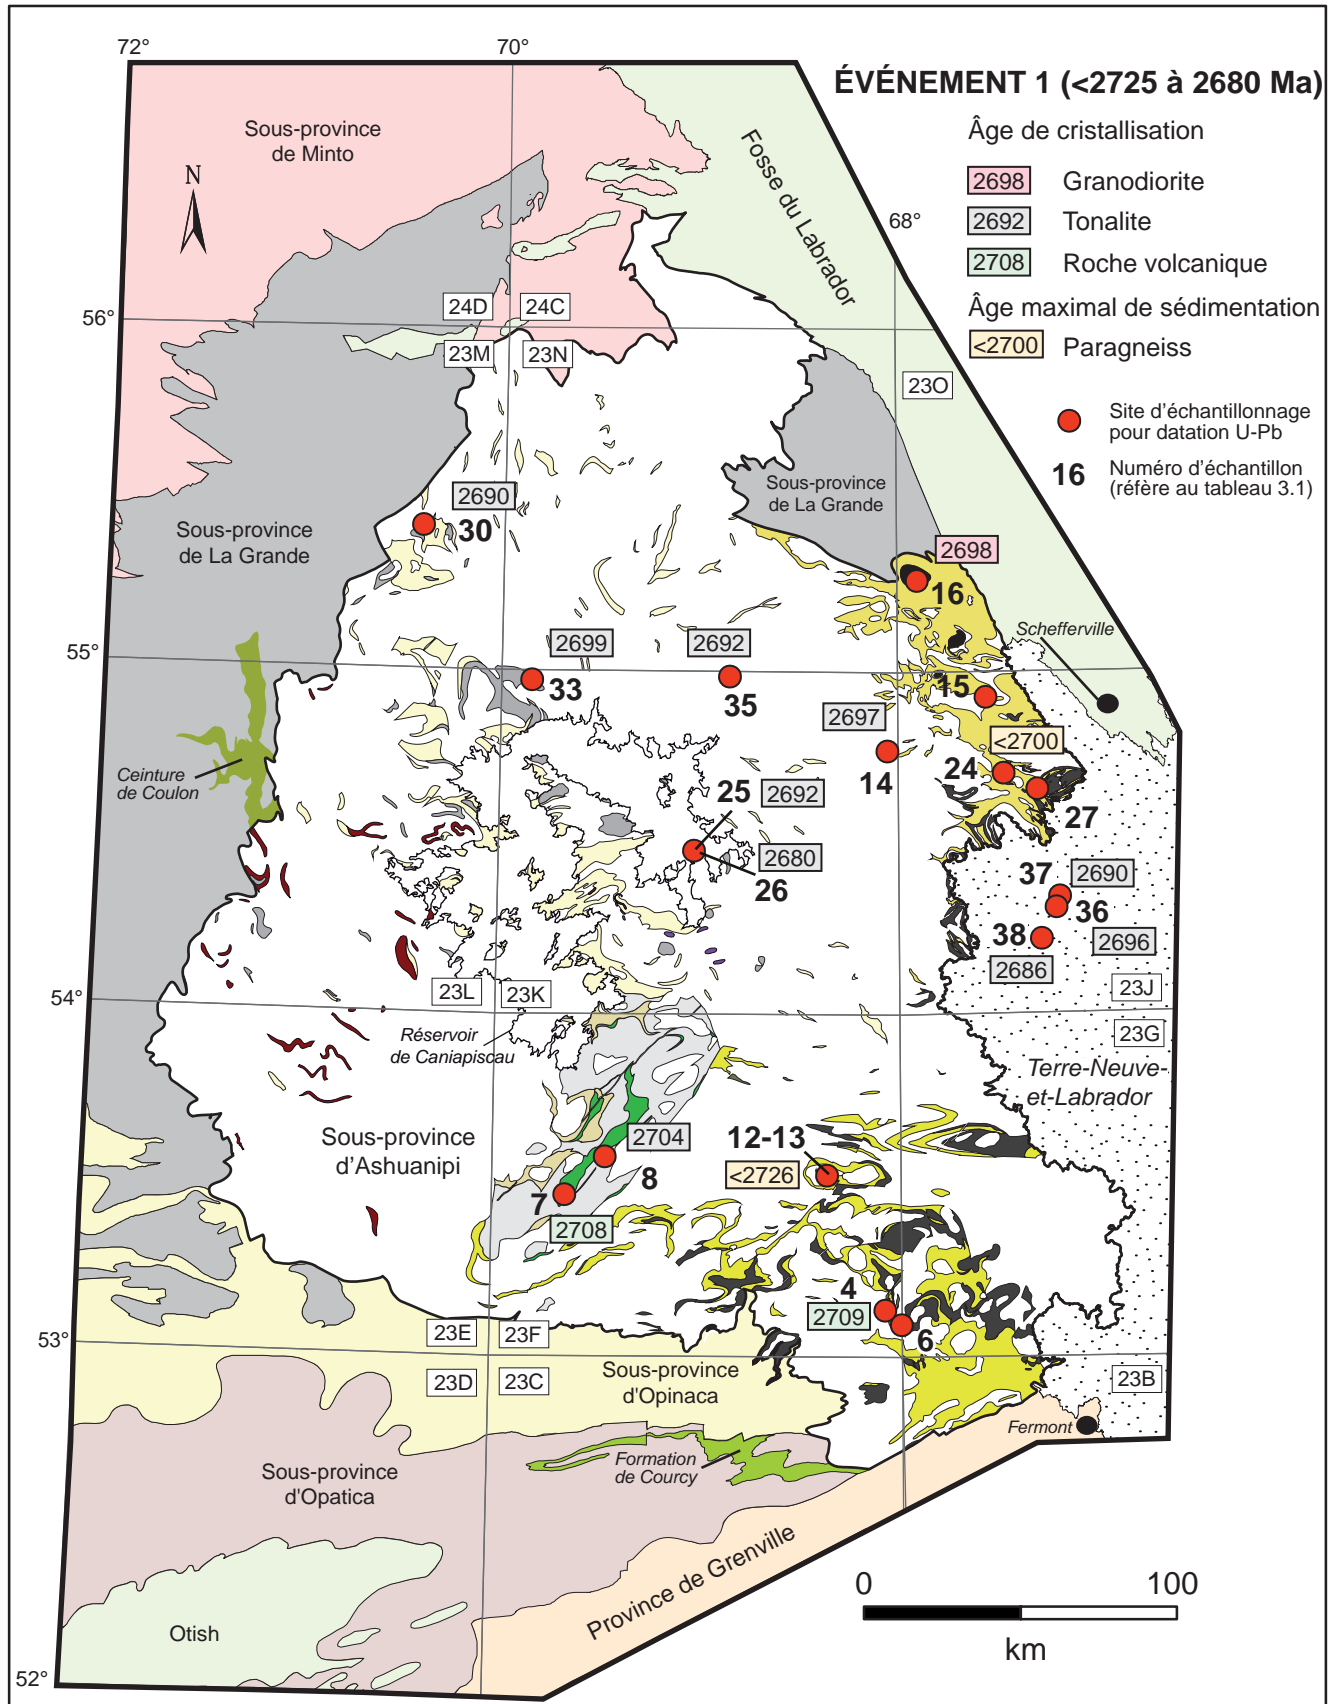 72°
70°
ÉVÉNEMENT 1 (<2725 à 2680 Ma)
Âge de cristallisation
2698 Granodiorite
2692 Tonalite
2708 Roche volcanique
Âge maximal de sédimentation
<2700 Paragneiss
Site d'échantillonnage
pour datation U-Pb
16 Numéro d'échantillon
(réfère au tableau 3.1)
Sous-province
de Minto
N
Fosse du Labrador
68°
56°
24D
24C
23M
23N
23O
Sous-province
de La Grande
Sous-province
de La Grande
2690
30
2698
16
Schefferville
55°
2699
33
2692
35
15
2697
14
<2700
24
27
Ceinture
de Coulon
25
2692
2680
26
37
2690
36
38
2696
2686
23L
23K
23J
54°
23G
Réservoir
de Caniapiscau
Terre-Neuve-
et-Labrador
Sous-province
d'Ashuanipi
2704
8
12-13
<2726
7
2708
4
2709
6
53°
23E
23F
23D
23C
Sous-province
d'Opinaca
23B
Fermont
Formation
de Courcy
Sous-province
d'Opatica
Province de Grenville
Otish
52°
0
100
km